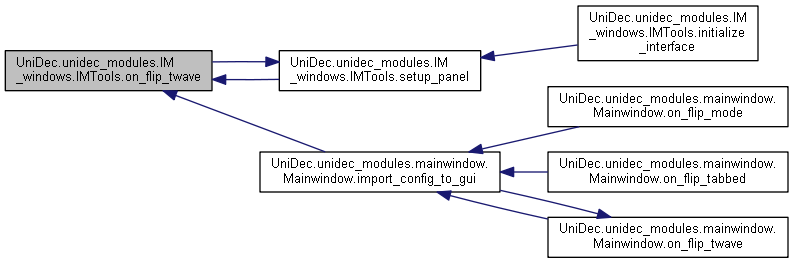 UniDec.unidec_modules.IM
_windows.IMTools.on_flip_twave
UniDec.unidec_modules.IM
_windows.IMTools.setup_panel
UniDec.unidec_modules.IM
_windows.IMTools.initialize
_interface
UniDec.unidec_modules.mainwindow.
Mainwindow.import_config_to_gui
UniDec.unidec_modules.mainwindow.
Mainwindow.on_flip_mode
UniDec.unidec_modules.mainwindow.
Mainwindow.on_flip_tabbed
UniDec.unidec_modules.mainwindow.
Mainwindow.on_flip_twave